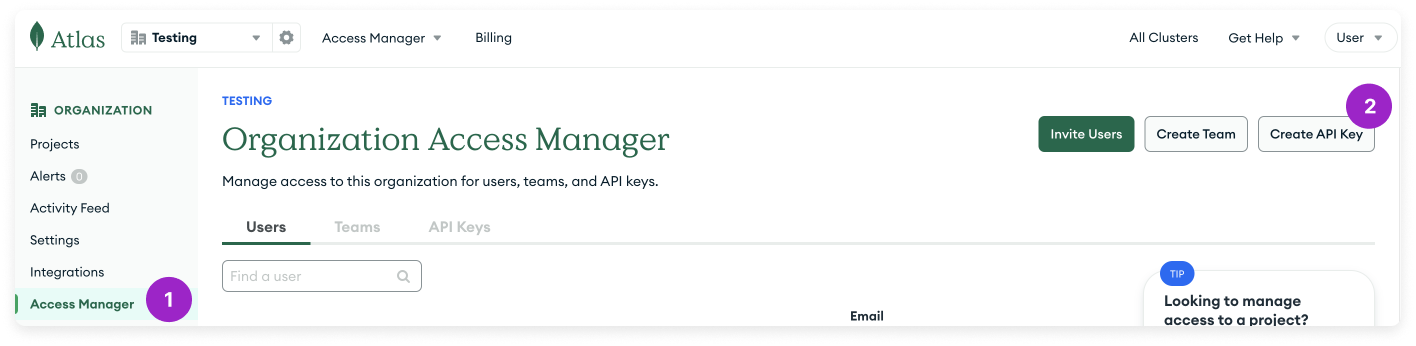 Atlas
Testing
Access Manager
Billing
All Clusters
Get Help
User
ORGANIZATION
Projects
Alerts 0
Activity Feed
Settings
Integrations
Access Manager
1
TESTING
Organization Access Manager
Manage access to this organization for users, teams, and API keys.
Invite Users
Create Team
Create API Key
2
Users
Teams
API Keys
Find a user
Email
TIP
Looking to manage
access to a project?